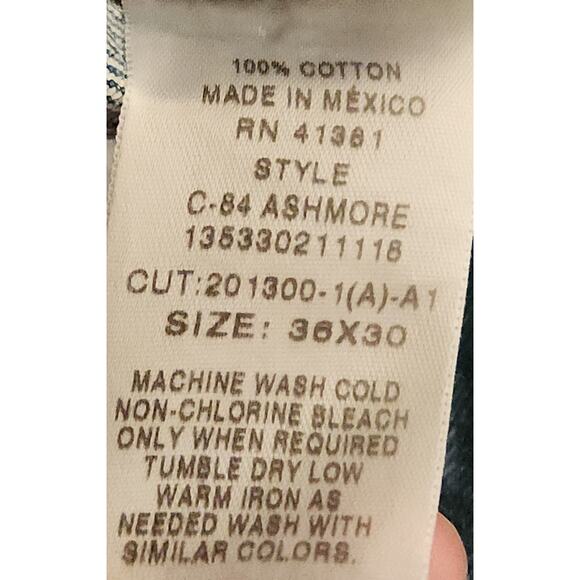 100% COTTON
MADE IN MÉXICO
RN 41381
STYLE
C-84 ASHMORE
135330211118
CUT:201300-1(A)-A1
SIZE: 36X30
MACHINE WASH COLD
NON-CHLORINE BLEACH
ONLY WHEN REQUIRED
TUMBLE DRY LOW
WARM IRON AS
NEEDED WASH WITH
SIMILAR COLORS.